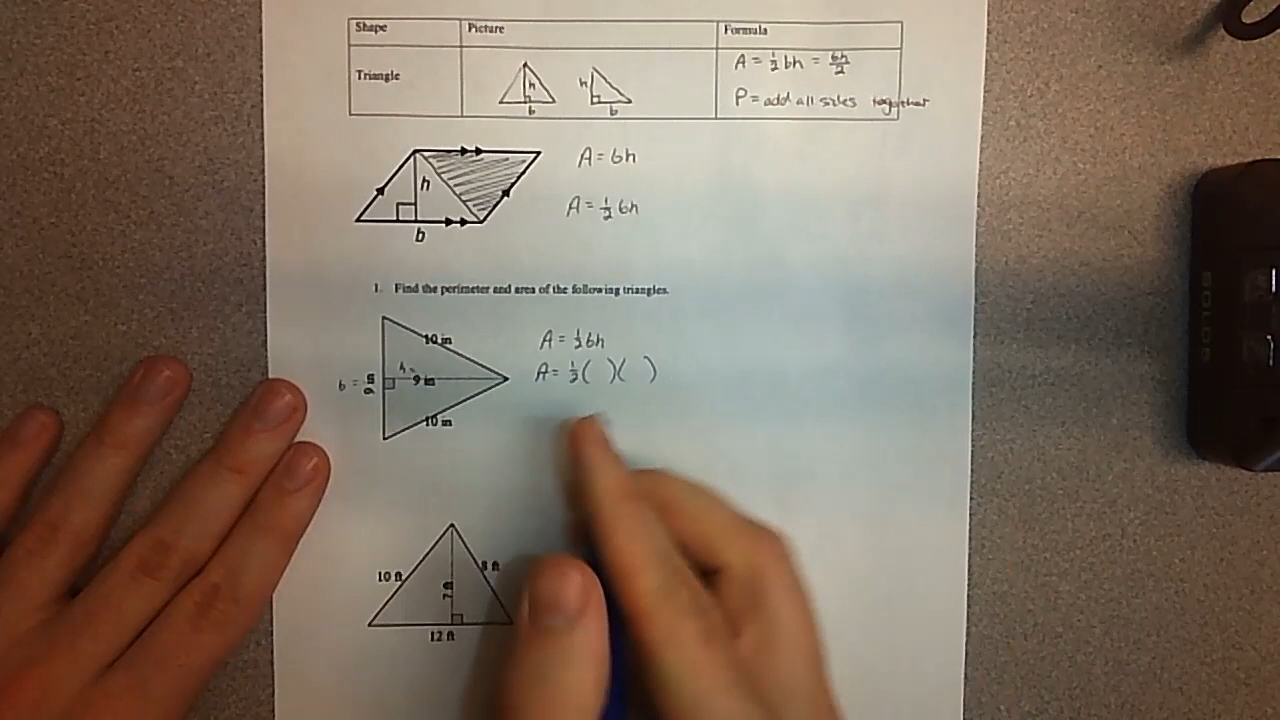 Shape Picture Formula
Triangle
h b
h b
A = 1/2 bh = bh/2
P = add all sides together
h
b
A = bh
A = 1/2 bh
1. Find the perimeter and area of the following triangles.
10 in
b =
h =
9 in
10 in
A = 1/2 bh
A = 1/2 ( )( )
10 ft
8 ft
7 ft
12 ft
SOLO8